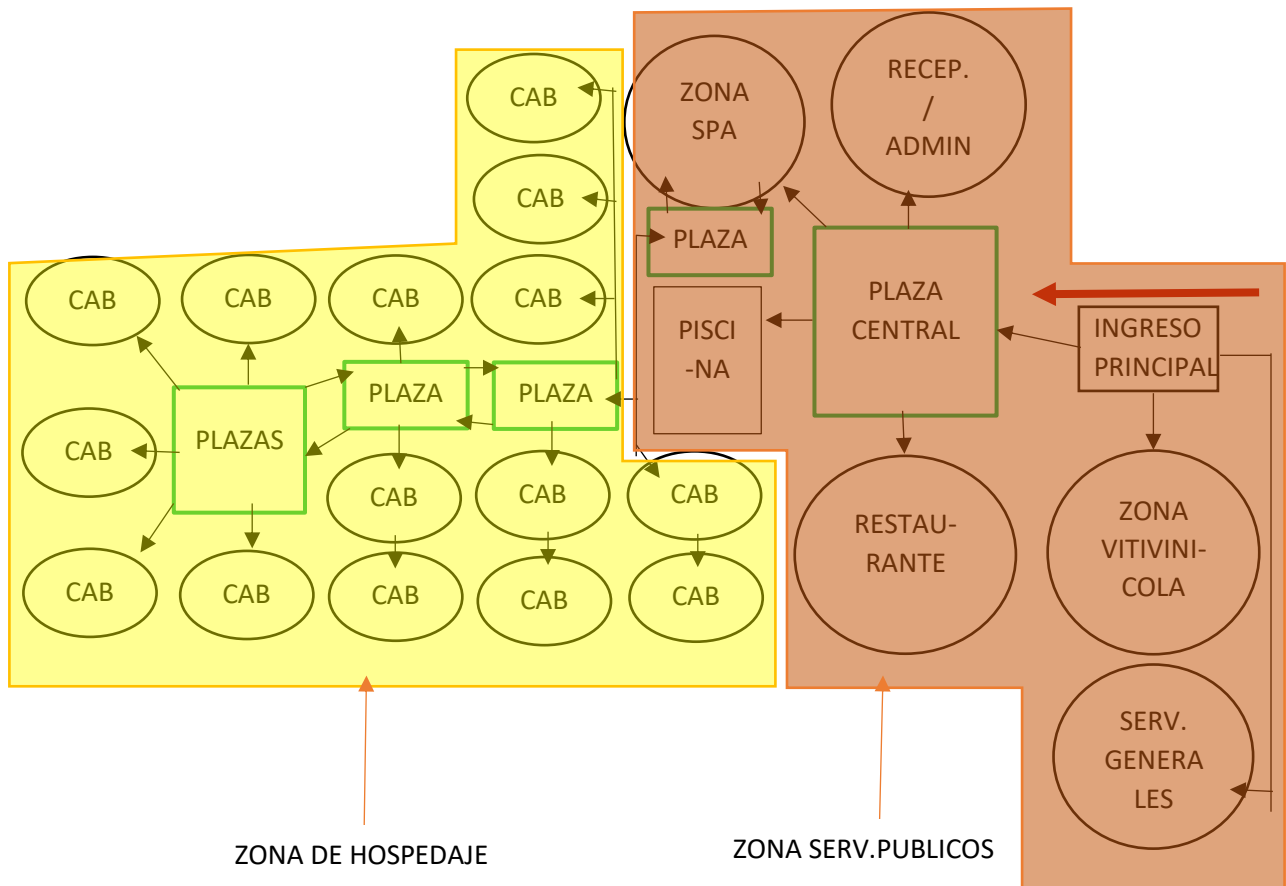 CAB
ZONA
SPA
RECEP.
/
ADMIN
CAB
PLAZA
CAB
CAB
CAB
CAB
PLAZA
CENTRAL
PISCI
-NA
INGRESO
PRINCIPAL
PLAZA
PLAZA
PLAZAS
CAB
CAB
CAB
CAB
RESTAU-
RANTE
ZONA
VITIVINI-
COLA
CAB
CAB
CAB
CAB
CAB
SERV.
GENERA
LES
ZONA DE HOSPEDAJE
ZONA SERV.PUBLICOS